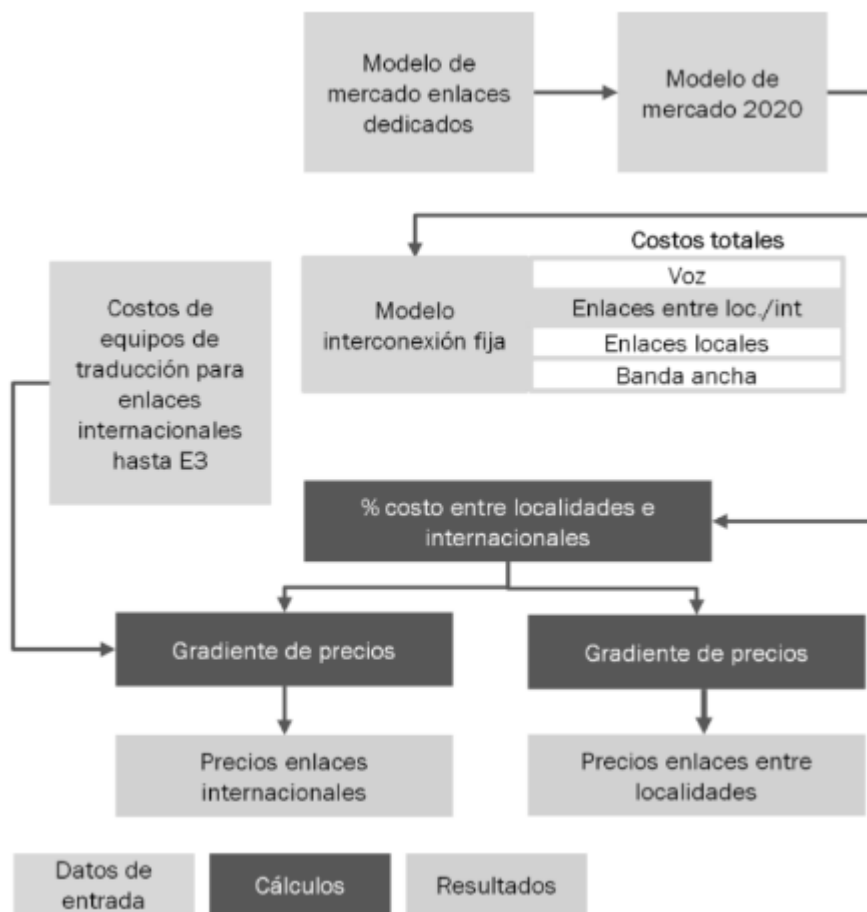 Modelo de
mercado enlaces
dedicados
Modelo de
mercado 2020
Costos totales
Costos de
equipos de
traducción para
enlaces
internacionales
hasta E3
Modelo
interconexión fija
Voz
Enlaces entre loc./int
Enlaces locales
Banda ancha
% costo entre localidades e
internacionales
Gradiente de precios
Gradiente de precios
Precios enlaces
internacionales
Precios enlaces entre
localidades
Datos de
entrada
Cálculos
Resultados